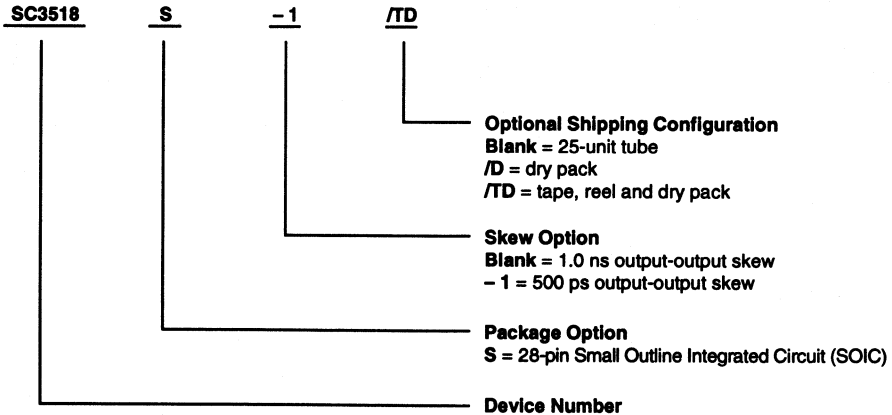 SC3518 S – 1 /TD
Optional Shipping Configuration
Blank = 25-unit tube
/D = dry pack
/TD = tape, reel and dry pack
Skew Option
Blank = 1.0 ns output-output skew
– 1 = 500 ps output-output skew
Package Option
S = 28-pin Small Outline Integrated Circuit (SOIC)
Device Number